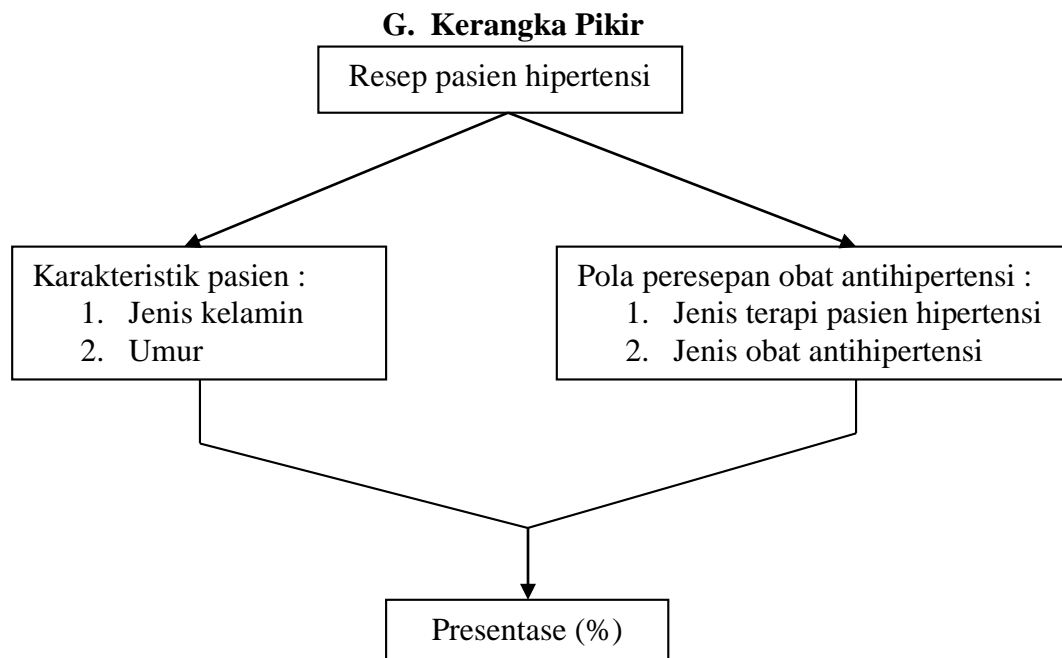 G. Kerangka Pikir
Resep pasien hipertensi
Karakteristik pasien :
1. Jenis kelamin
2. Umur
Pola peresepan obat antihipertensi :
1. Jenis terapi pasien hipertensi
2. Jenis obat antihipertensi
Presentase (%)